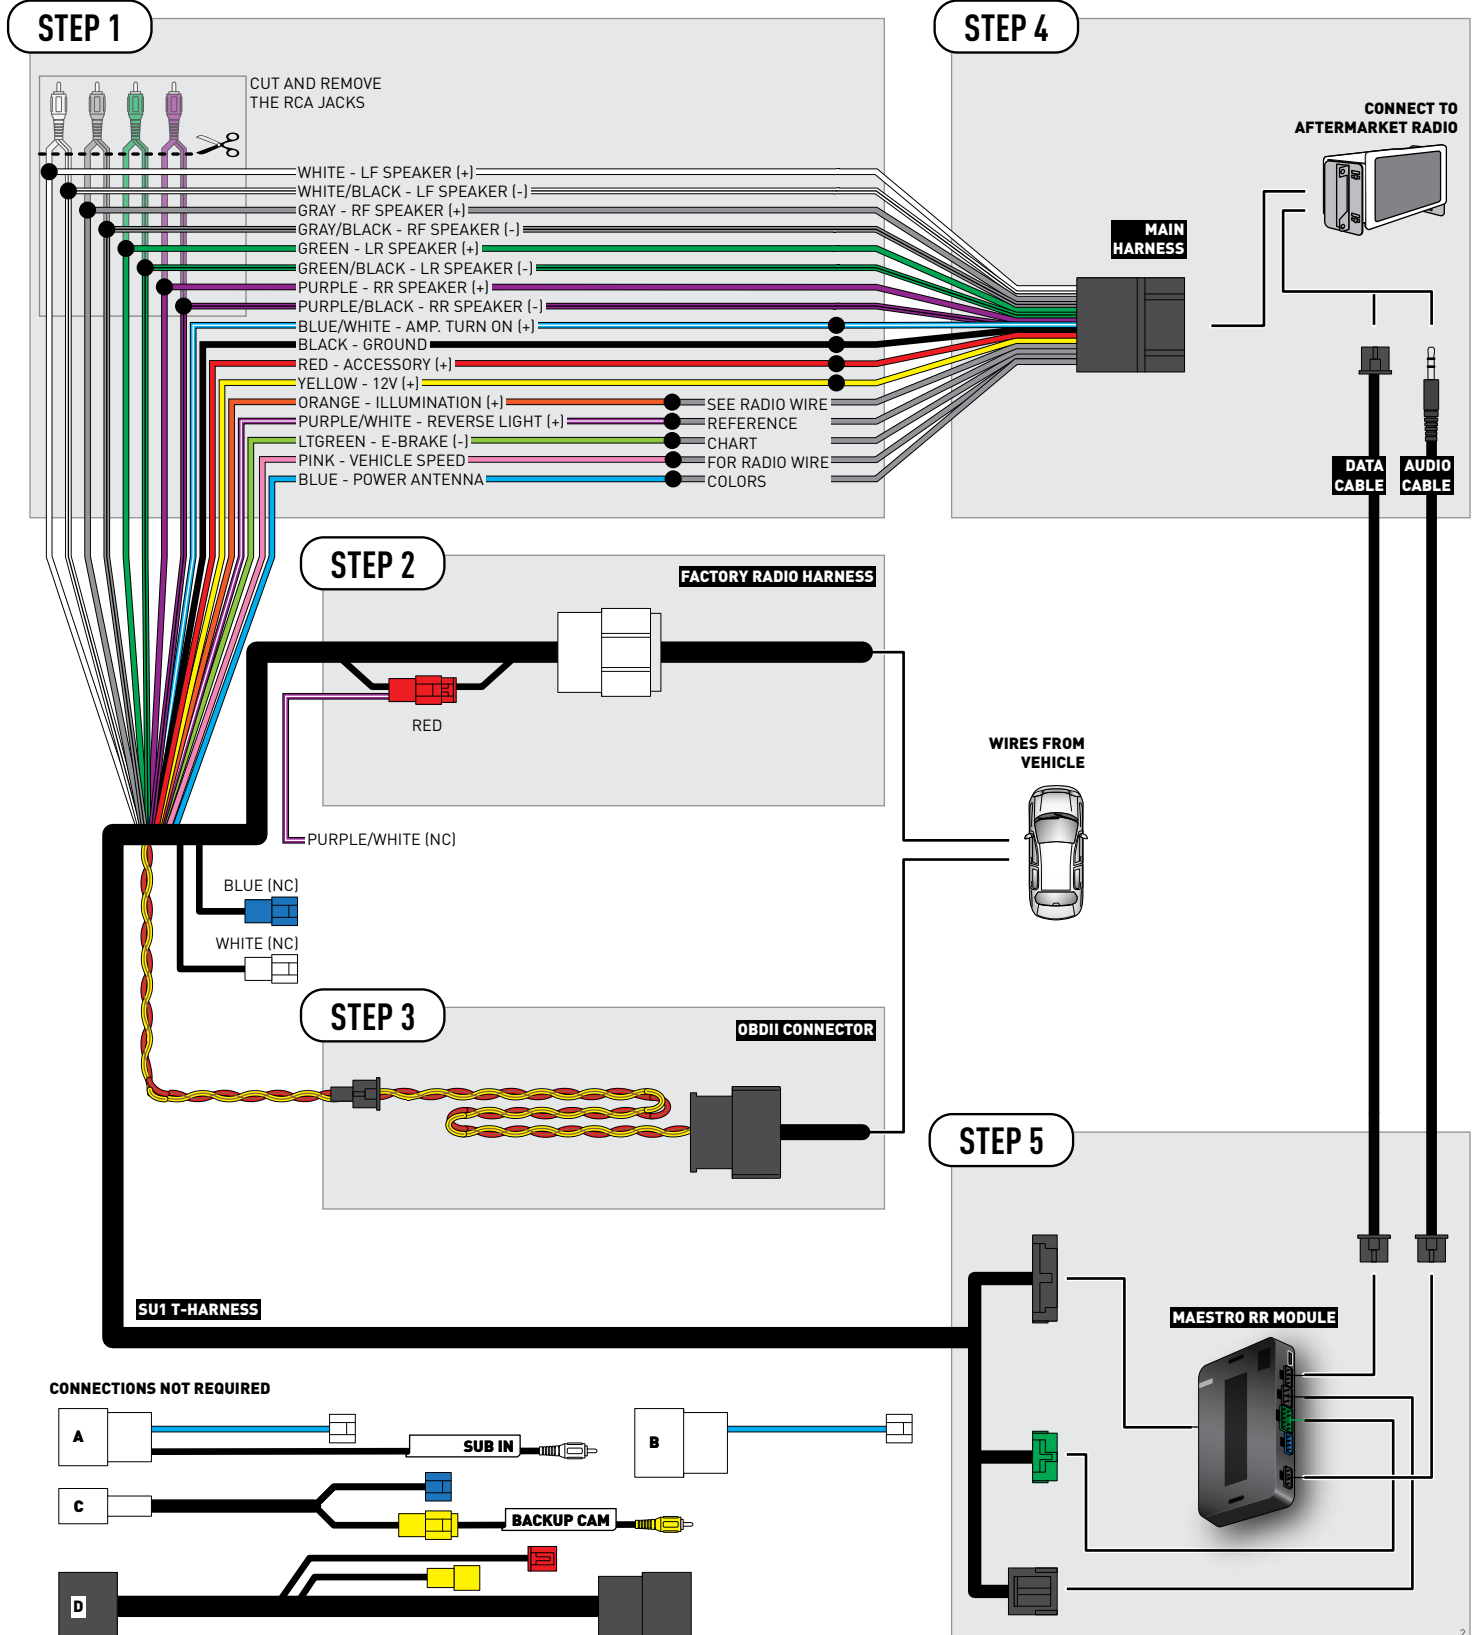 STEP 1
CUT AND REMOVE
THE RCA JACKS
WHITE - LF SPEAKER (+)
WHITE/BLACK - LF SPEAKER (-)
GRAY - RF SPEAKER (+)
GRAY/BLACK - RF SPEAKER (-)
GREEN - LR SPEAKER (+)
GREEN/BLACK - LR SPEAKER (-)
PURPLE - RR SPEAKER (+)
PURPLE/BLACK - RR SPEAKER (-)
BLUE/WHITE - AMP. TURN ON (+)
BLACK - GROUND
RED - ACCESSORY (+)
YELLOW - 12V (+)
ORANGE - ILLUMINATION (+)
PURPLE/WHITE - REVERSE LIGHT (+)
LTGREEN - E-BRAKE (-)
PINK - VEHICLE SPEED
BLUE - POWER ANTENNA
SEE RADIO WIRE
REFERENCE
CHART
FOR RADIO WIRE
COLORS
STEP 4
CONNECT TO
AFTERMARKET RADIO
MAIN
HARNESS
DATA
CABLE
AUDIO
CABLE
STEP 2
FACTORY RADIO HARNESS
RED
PURPLE/WHITE (NC)
BLUE (NC)
WHITE (NC)
WIRES FROM
VEHICLE
STEP 3
OBDII CONNECTOR
STEP 5
SU1 T-HARNESS
MAESTRO RR MODULE
CONNECTIONS NOT REQUIRED
A
SUB IN
B
C
BACKUP CAM
D
2